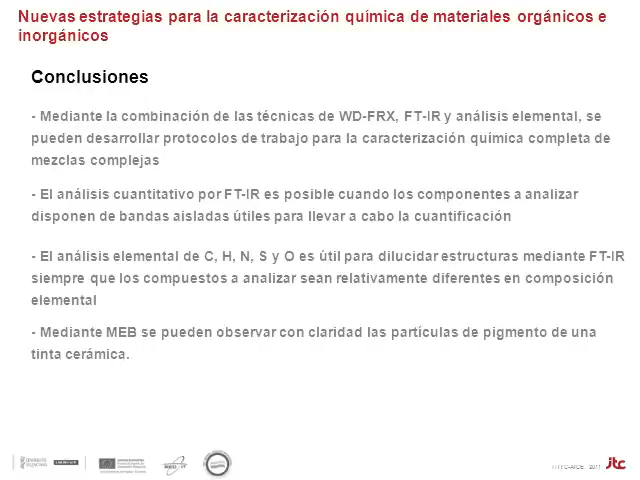 Nuevas estrategias para la caracterización química de materiales orgánicos e
inorgánicos
Conclusiones
- Mediante la combinación de las técnicas de WD-FRX, FT-IR y análisis elemental, se
pueden desarrollar protocolos de trabajo para la caracterización química completa de
mezclas complejas
- El análisis cuantitativo por FT-IR es posible cuando los componentes a analizar
disponen de bandas aisladas útiles para llevar a cabo la cuantificación
- El análisis elemental de C, H, N, S y O es útil para dilucidar estructuras mediante FT-IR
siempre que los compuestos a analizar sean relativamente diferentes en composición
elemental
- Mediante MEB se pueden observar con claridad las partículas de pigmento de una
tinta cerámica.
2011
itc